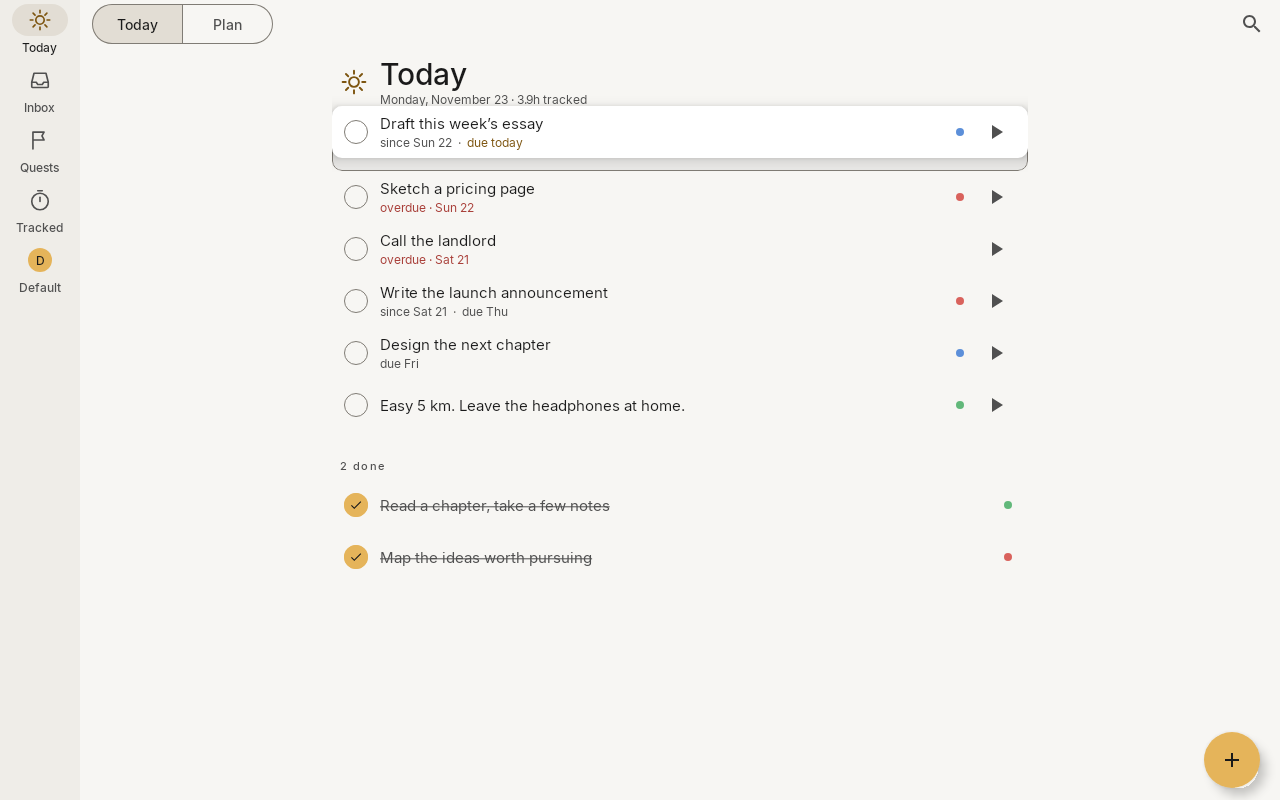 Today
Plan
Today
Inbox
Quests
Tracked
D
Default
Today
Monday, November 23 · 3.9h tracked
Draft this week’s essay
since Sun 22 · due today
Sketch a pricing page
overdue · Sun 22
Call the landlord
overdue · Sat 21
Write the launch announcement
since Sat 21 · due Thu
Design the next chapter
due Fri
Easy 5 km. Leave the headphones at home.
2 done
Read a chapter, take a few notes
Map the ideas worth pursuing